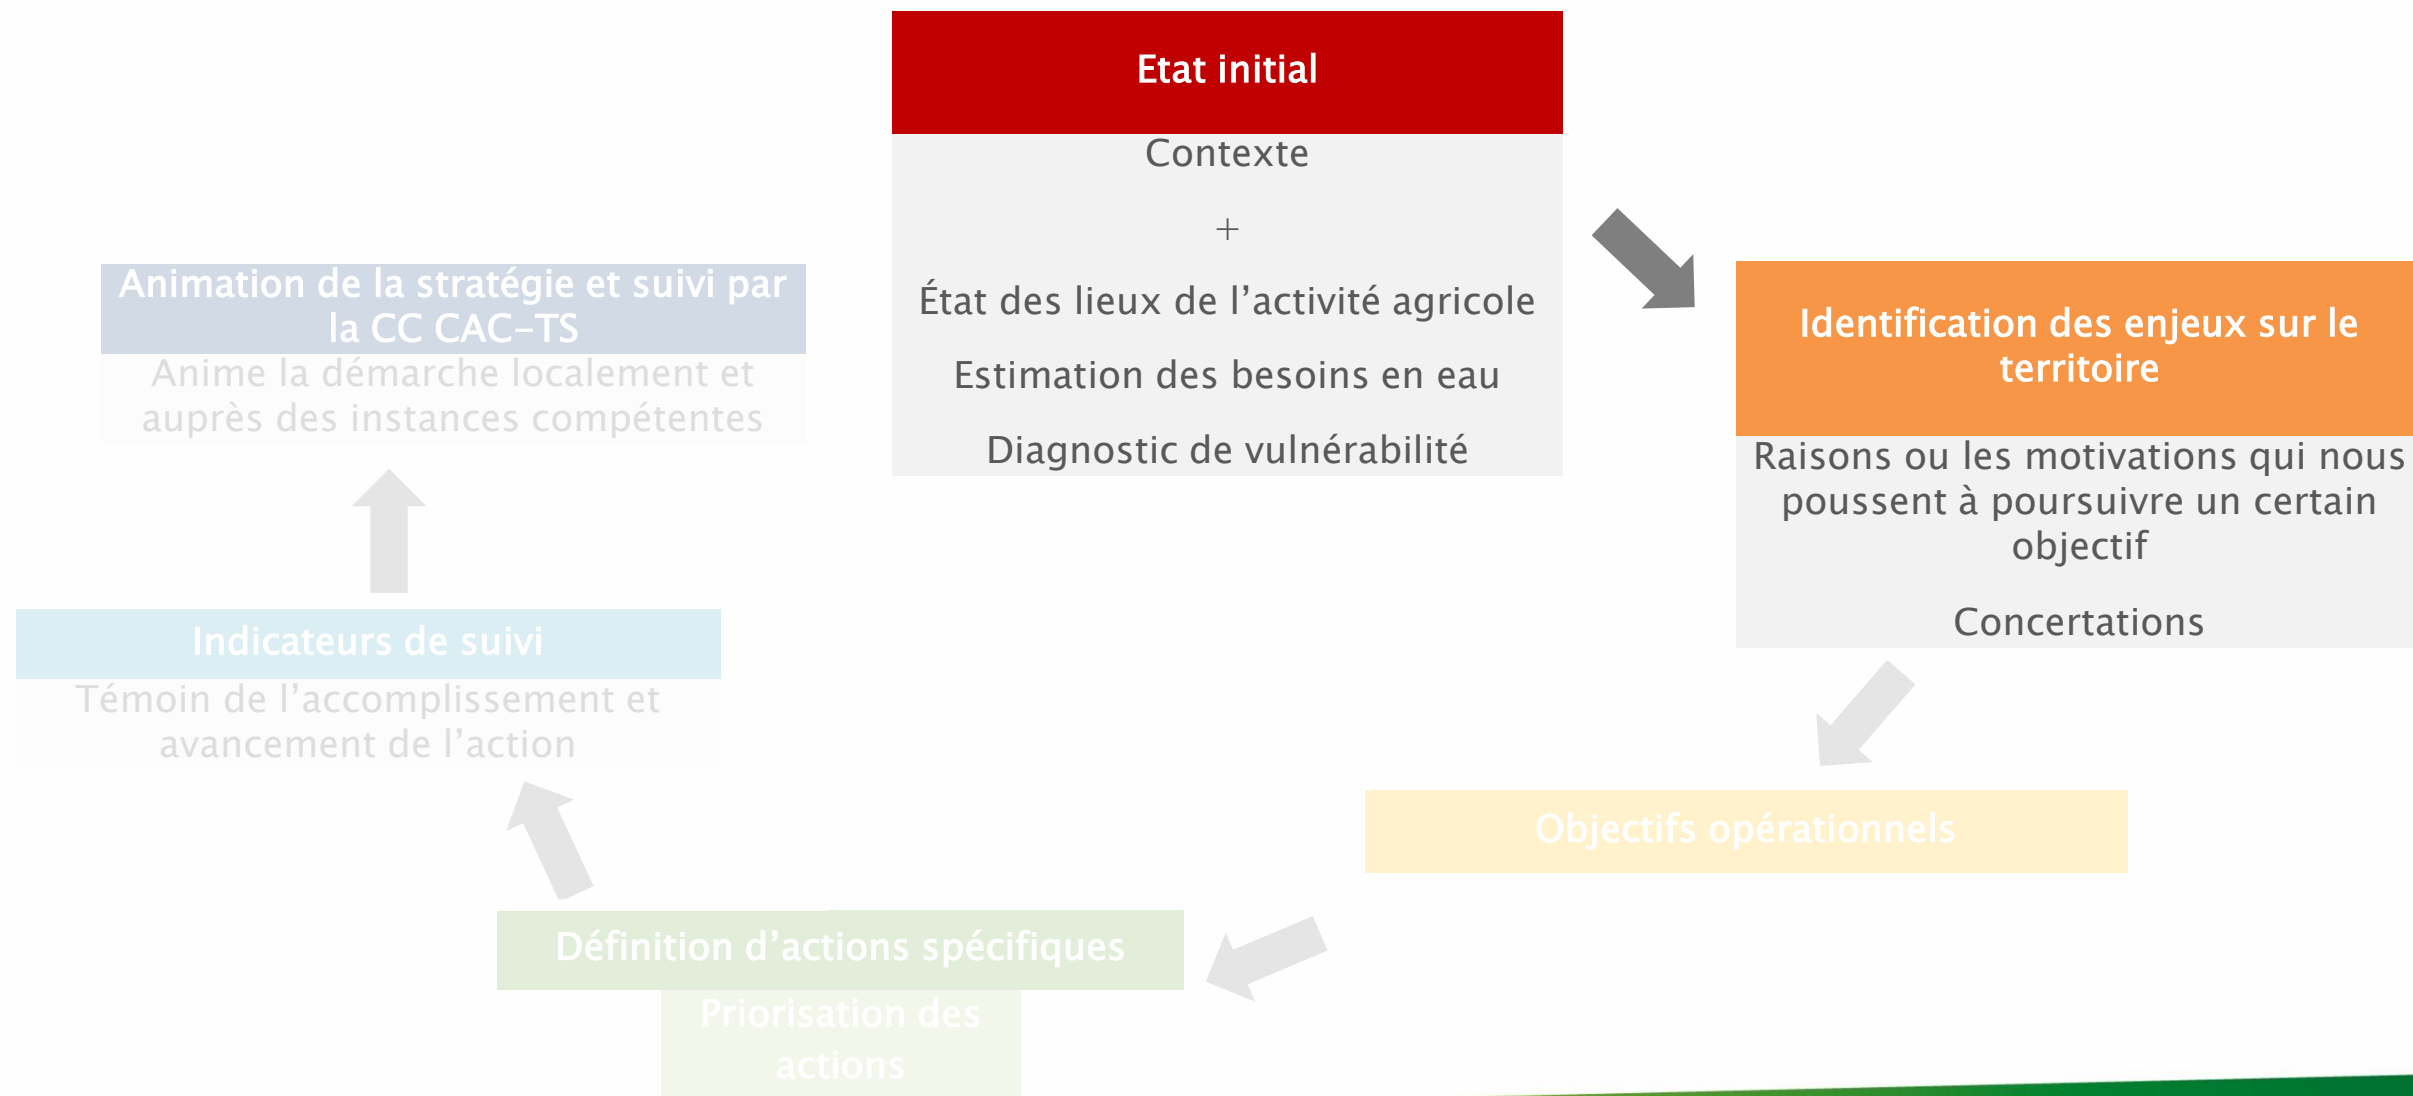 Etat initial
Contexte
+
État des lieux de l’activité agricole
Estimation des besoins en eau
Diagnostic de vulnérabilité
Identification des enjeux sur le
territoire
Raisons ou les motivations qui nous
poussent à poursuivre un certain
objectif
Concertations
Objectifs opérationnels
Définition d’actions spécifiques
Priorisation des
actions
Indicateurs de suivi
Témoin de l’accomplissement et
avancement de l’action
Animation de la stratégie et suivi par
la CC CAC-TS
Anime la démarche localement et
auprès des instances compétentes